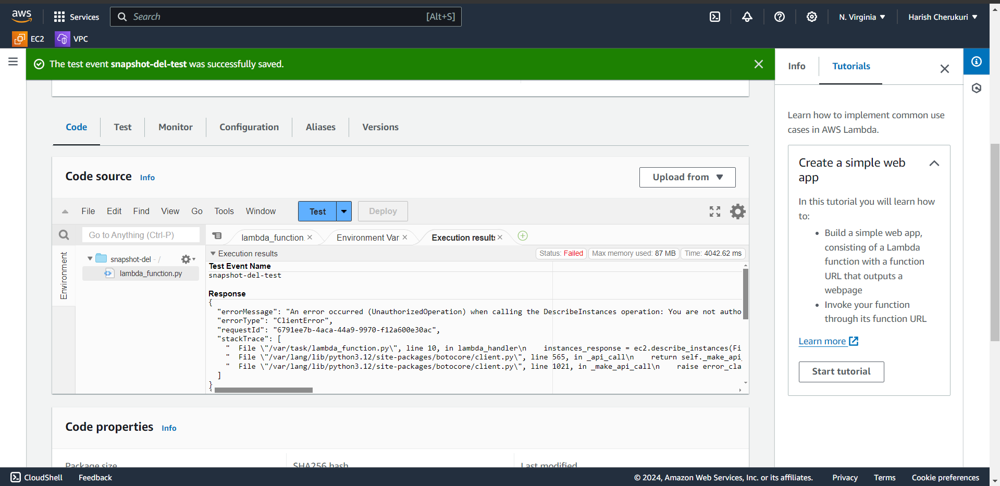 aws
Services
Search
[Alt+S]
N. Virginia
Harish Cherukuri
EC2
VPC
The test event snapshot-del-test was successfully saved.
Info
Tutorials
Learn how to implement common use
cases in AWS Lambda.
Create a simple web
app
In this tutorial you will learn how
to:
Build a simple web app,
consisting of a Lambda
function with a function
URL that outputs a
webpage
Invoke your function
through its function URL
Learn more
Start tutorial
Code
Test
Monitor
Configuration
Aliases
Versions
Code source
Info
Upload from
File
Edit
Find
View
Go
Tools
Window
Test
Deploy
Go to Anything (Ctrl-P)
lambda_function.
Environment Var
Execution results
Environment
snapshot-del - /
lambda_function.py
Execution results
Status: Failed
Max memory used: 87 MB
Time: 4042.62 ms
Test Event Name
snapshot-del-test
Response
{
"errorMessage": "An error occurred (UnauthorizedOperation) when calling the DescribeInstances operation: You are not autho
"errorType": "ClientError",
"requestId": "6791ee7b-4aca-44a9-9970-f12a600e30ac",
"stackTrace": [
"  File \"/var/task/lambda_function.py\", line 10, in lambda_handler\n    instances_response = ec2.describe_instances(Fi
"  File \"/var/lang/lib/python3.12/site-packages/botocore/client.py\", line 565, in _api_call\n    return self._make_api_
"  File \"/var/lang/lib/python3.12/site-packages/botocore/client.py\", line 1021, in _make_api_call\n    raise error_cla
]
}
Code properties
Info
Package size
SHA256 hash
Last modified
CloudShell
Feedback
© 2024, Amazon Web Services, Inc. or its affiliates.
Privacy
Terms
Cookie preferences